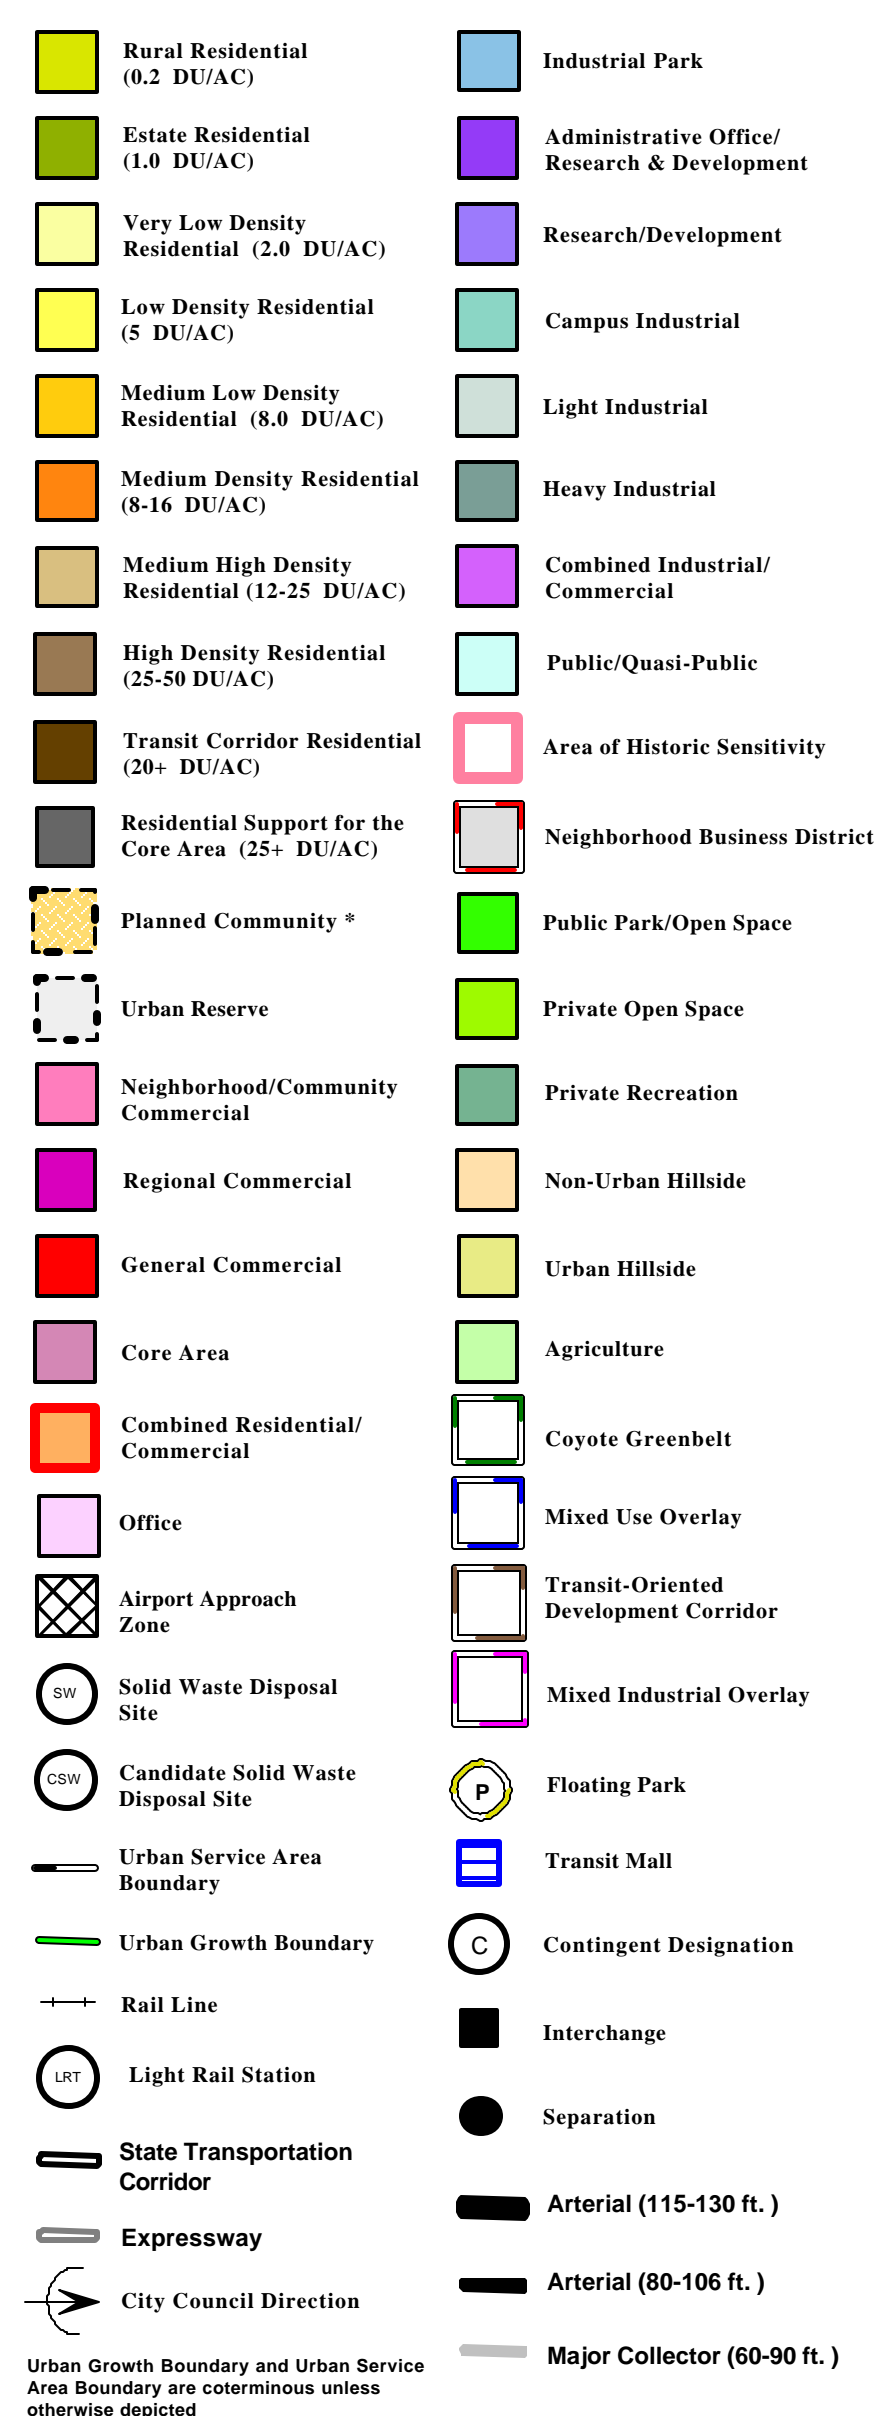 Rural Residential
(0.2 DU/AC)
Estate Residential
(1.0 DU/AC)
Very Low Density
Residential (2.0 DU/AC)
Low Density Residential
(5 DU/AC)
Medium Low Density
Residential (8.0 DU/AC)
Medium Density Residential
(8-16 DU/AC)
Medium High Density
Residential (12-25 DU/AC)
High Density Residential
(25-50 DU/AC)
Transit Corridor Residential
(20+ DU/AC)
Residential Support for the
Core Area (25+ DU/AC)
Planned Community *
Urban Reserve
Neighborhood/Community
Commercial
Regional Commercial
General Commercial
Core Area
Combined Residential/
Commercial
Office
Airport Approach
Zone
SW
Solid Waste Disposal
Site
CSW
Candidate Solid Waste
Disposal Site
Urban Service Area
Boundary
Urban Growth Boundary
Rail Line
LRT
Light Rail Station
State Transportation
Corridor
Expressway
City Council Direction
Urban Growth Boundary and Urban Service
Area Boundary are coterminous unless
otherwise depicted
Industrial Park
Administrative Office/
Research & Development
Research/Development
Campus Industrial
Light Industrial
Heavy Industrial
Combined Industrial/
Commercial
Public/Quasi-Public
Area of Historic Sensitivity
Neighborhood Business District
Public Park/Open Space
Private Open Space
Private Recreation
Non-Urban Hillside
Urban Hillside
Agriculture
Coyote Greenbelt
Mixed Use Overlay
Transit-Oriented
Development Corridor
Mixed Industrial Overlay
P
Floating Park
Transit Mall
C
Contingent Designation
Interchange
Separation
Arterial (115-130 ft. )
Arterial (80-106 ft. )
Major Collector (60-90 ft. )